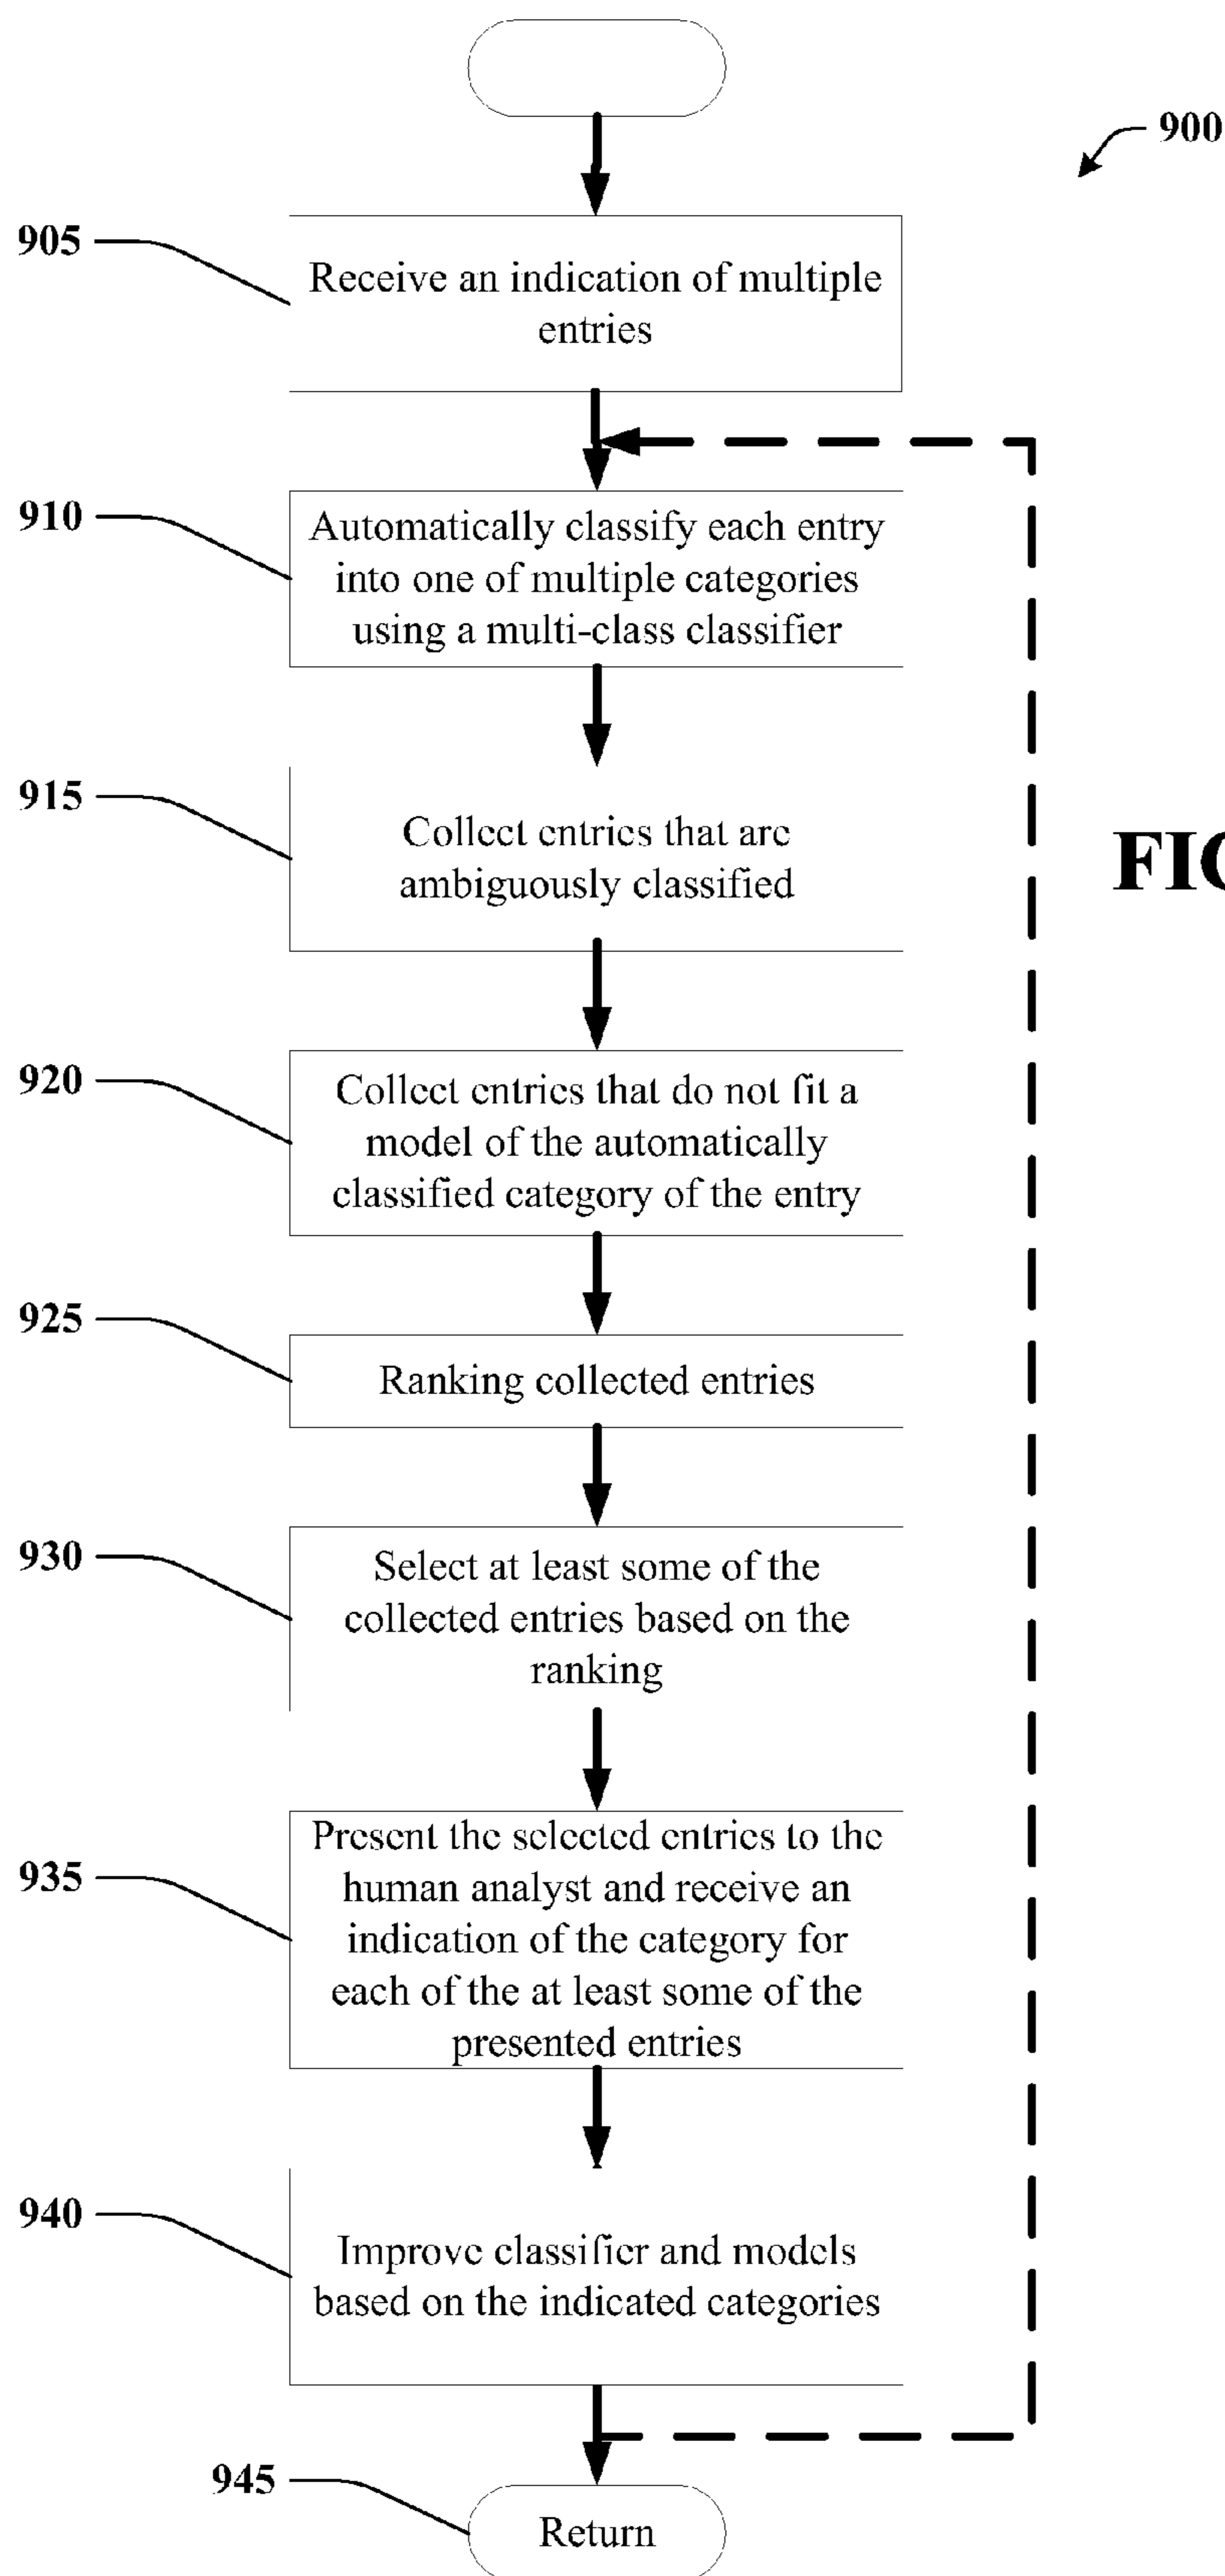 900
905
Receive an indication of multiple
entries
910
Automatically classify each entry
into one of multiple categories
using a multi-class classifier
915
Collect entries that are
ambiguously classified
FIG
920
Collect entries that do not fit a
model of the automatically
classified category of the entry
925
Ranking collected entries
930
Select at least some of the
collected entries based on the
ranking
935
Present the selected entries to the
human analyst and receive an
indication of the category for
each of the at least some of the
presented entries
940
Improve classifier and models
based on the indicated categories
945
Return